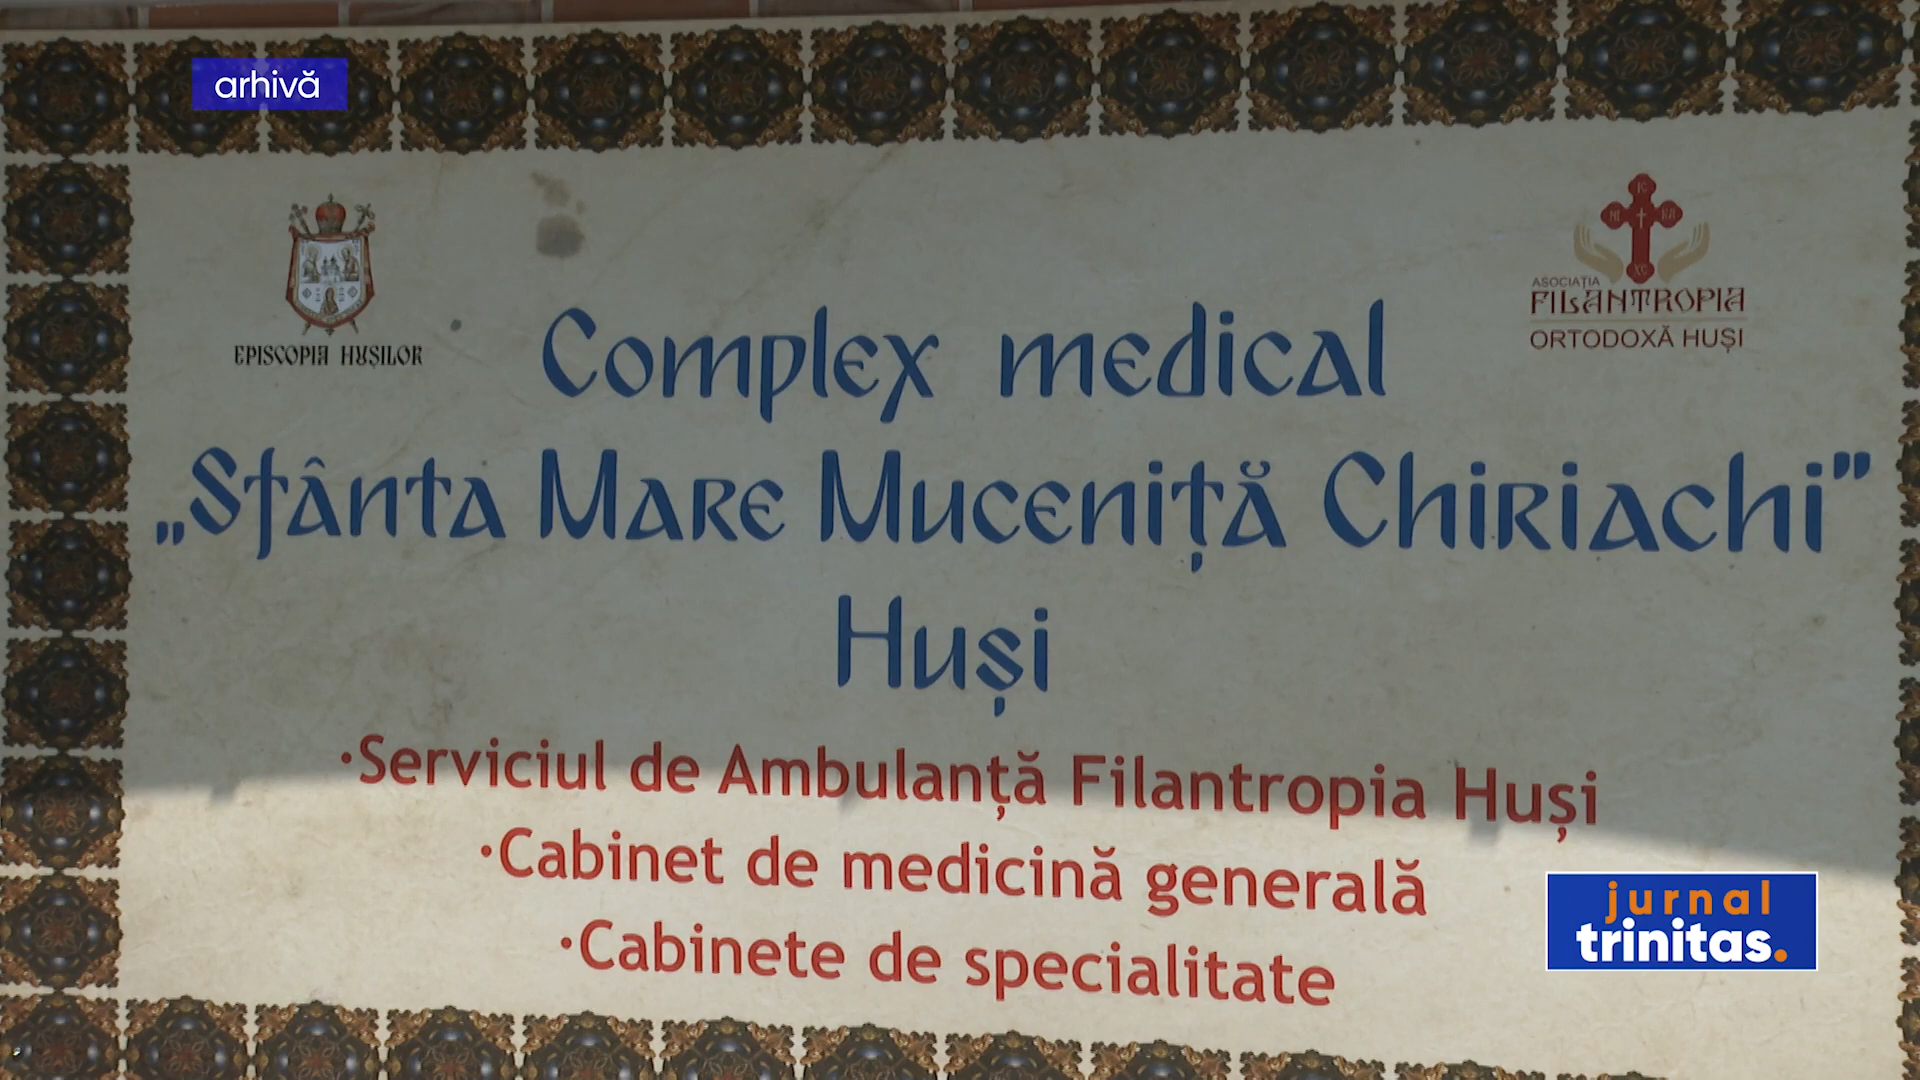 arhivă
EPISCOPIA HUȘILOR
ASOCIAȚIA
FILANTROPIA
ORTODOXĂ HUȘI
Complex medical
„Sfânta Mare Muceniță Chiriachi”
Huși
·Serviciul de Ambulanță Filantropia Huși
·Cabinet de medicină generală
·Cabinete de specialitate
jurnal
trinitas.